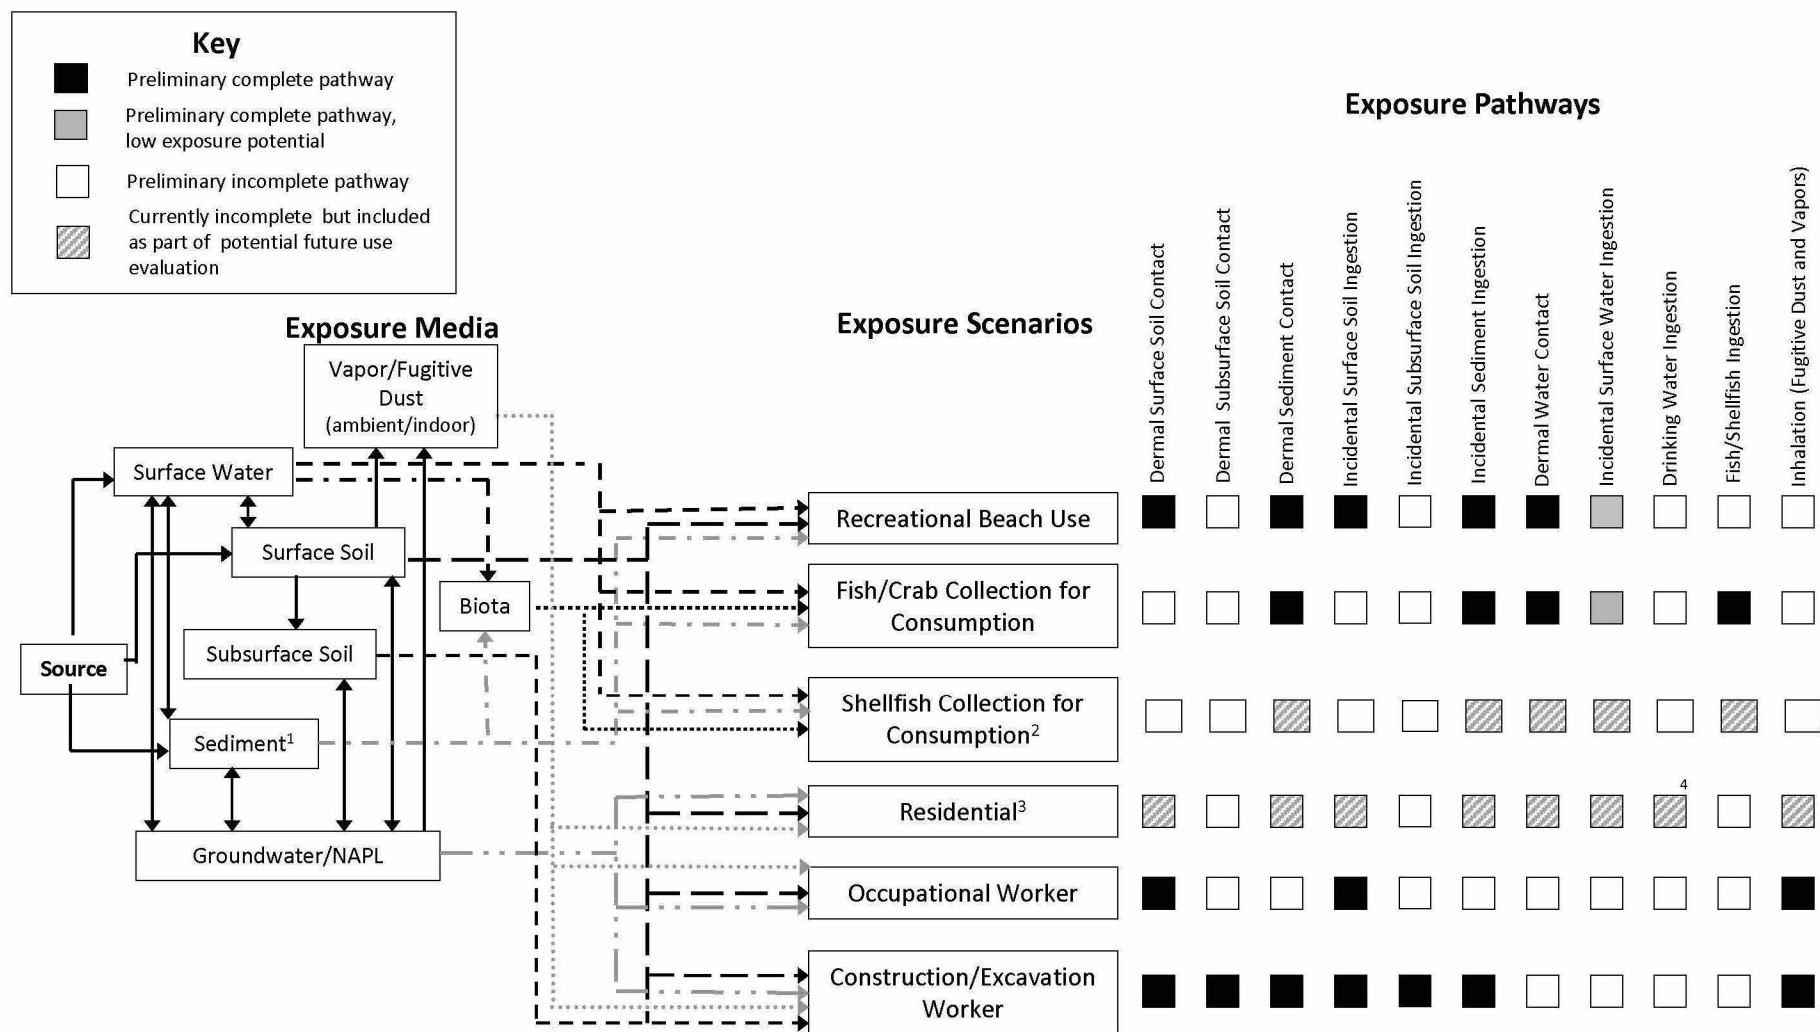 Key
Preliminary complete pathway
Preliminary complete pathway,
low exposure potential
Preliminary incomplete pathway
Currently incomplete but included
as part of potential future use
evaluation
Exposure Pathways
Dermal Surface Soil Contact
Dermal Subsurface Soil Contact
Dermal Sediment Contact
Incidental Surface Soil Ingestion
Incidental Subsurface Soil Ingestion
Incidental Sediment Ingestion
Dermal Water Contact
Incidental Surface Water Ingestion
Drinking Water Ingestion
Fish/Shellfish Ingestion
Inhalation (Fugitive Dust and Vapors)
Exposure Media
Exposure Scenarios
Vapor/Fugitive
Dust
(ambient/indoor)
Surface Water
Surface Soil
Biota
Subsurface Soil
Source
Sediment¹
Groundwater/NAPL
Recreational Beach Use
Fish/Crab Collection for
Consumption
Shellfish Collection for
Consumption²
Residential³
4
Occupational Worker
Construction/Excavation
Worker